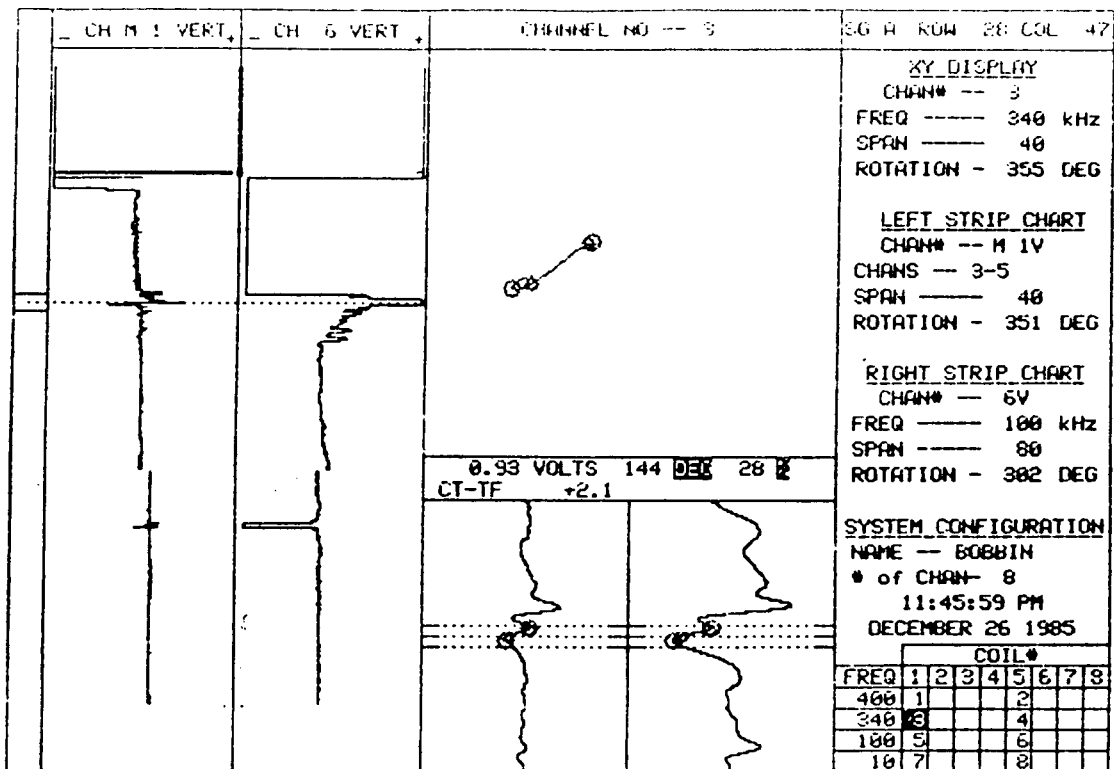 _ CH M 1 VERT +
_ CH 6 VERT +
CHANNEL NO -- 3
SG A ROW 28 COL 47
XY DISPLAY
CHAN# -- 3
FREQ ----- 340 kHz
SPAN ----- 40
ROTATION - 355 DEG
LEFT STRIP CHART
CHAN# -- M 1V
CHANS -- 3-5
SPAN ----- 40
ROTATION - 351 DEG
RIGHT STRIP CHART
CHAN# -- 6V
FREQ ----- 100 kHz
SPAN ----- 80
ROTATION - 302 DEG
0.93 VOLTS 144 DEG 28 %
CT-TF +2.1
SYSTEM CONFIGURATION
NAME -- BOBBIN
# of CHAN- 8
11:45:59 PM
DECEMBER 26 1985
COIL#
FREQ 1 2 3 4 5 6 7 8
400 1 2
340 3 4
100 5 6
10 7 8